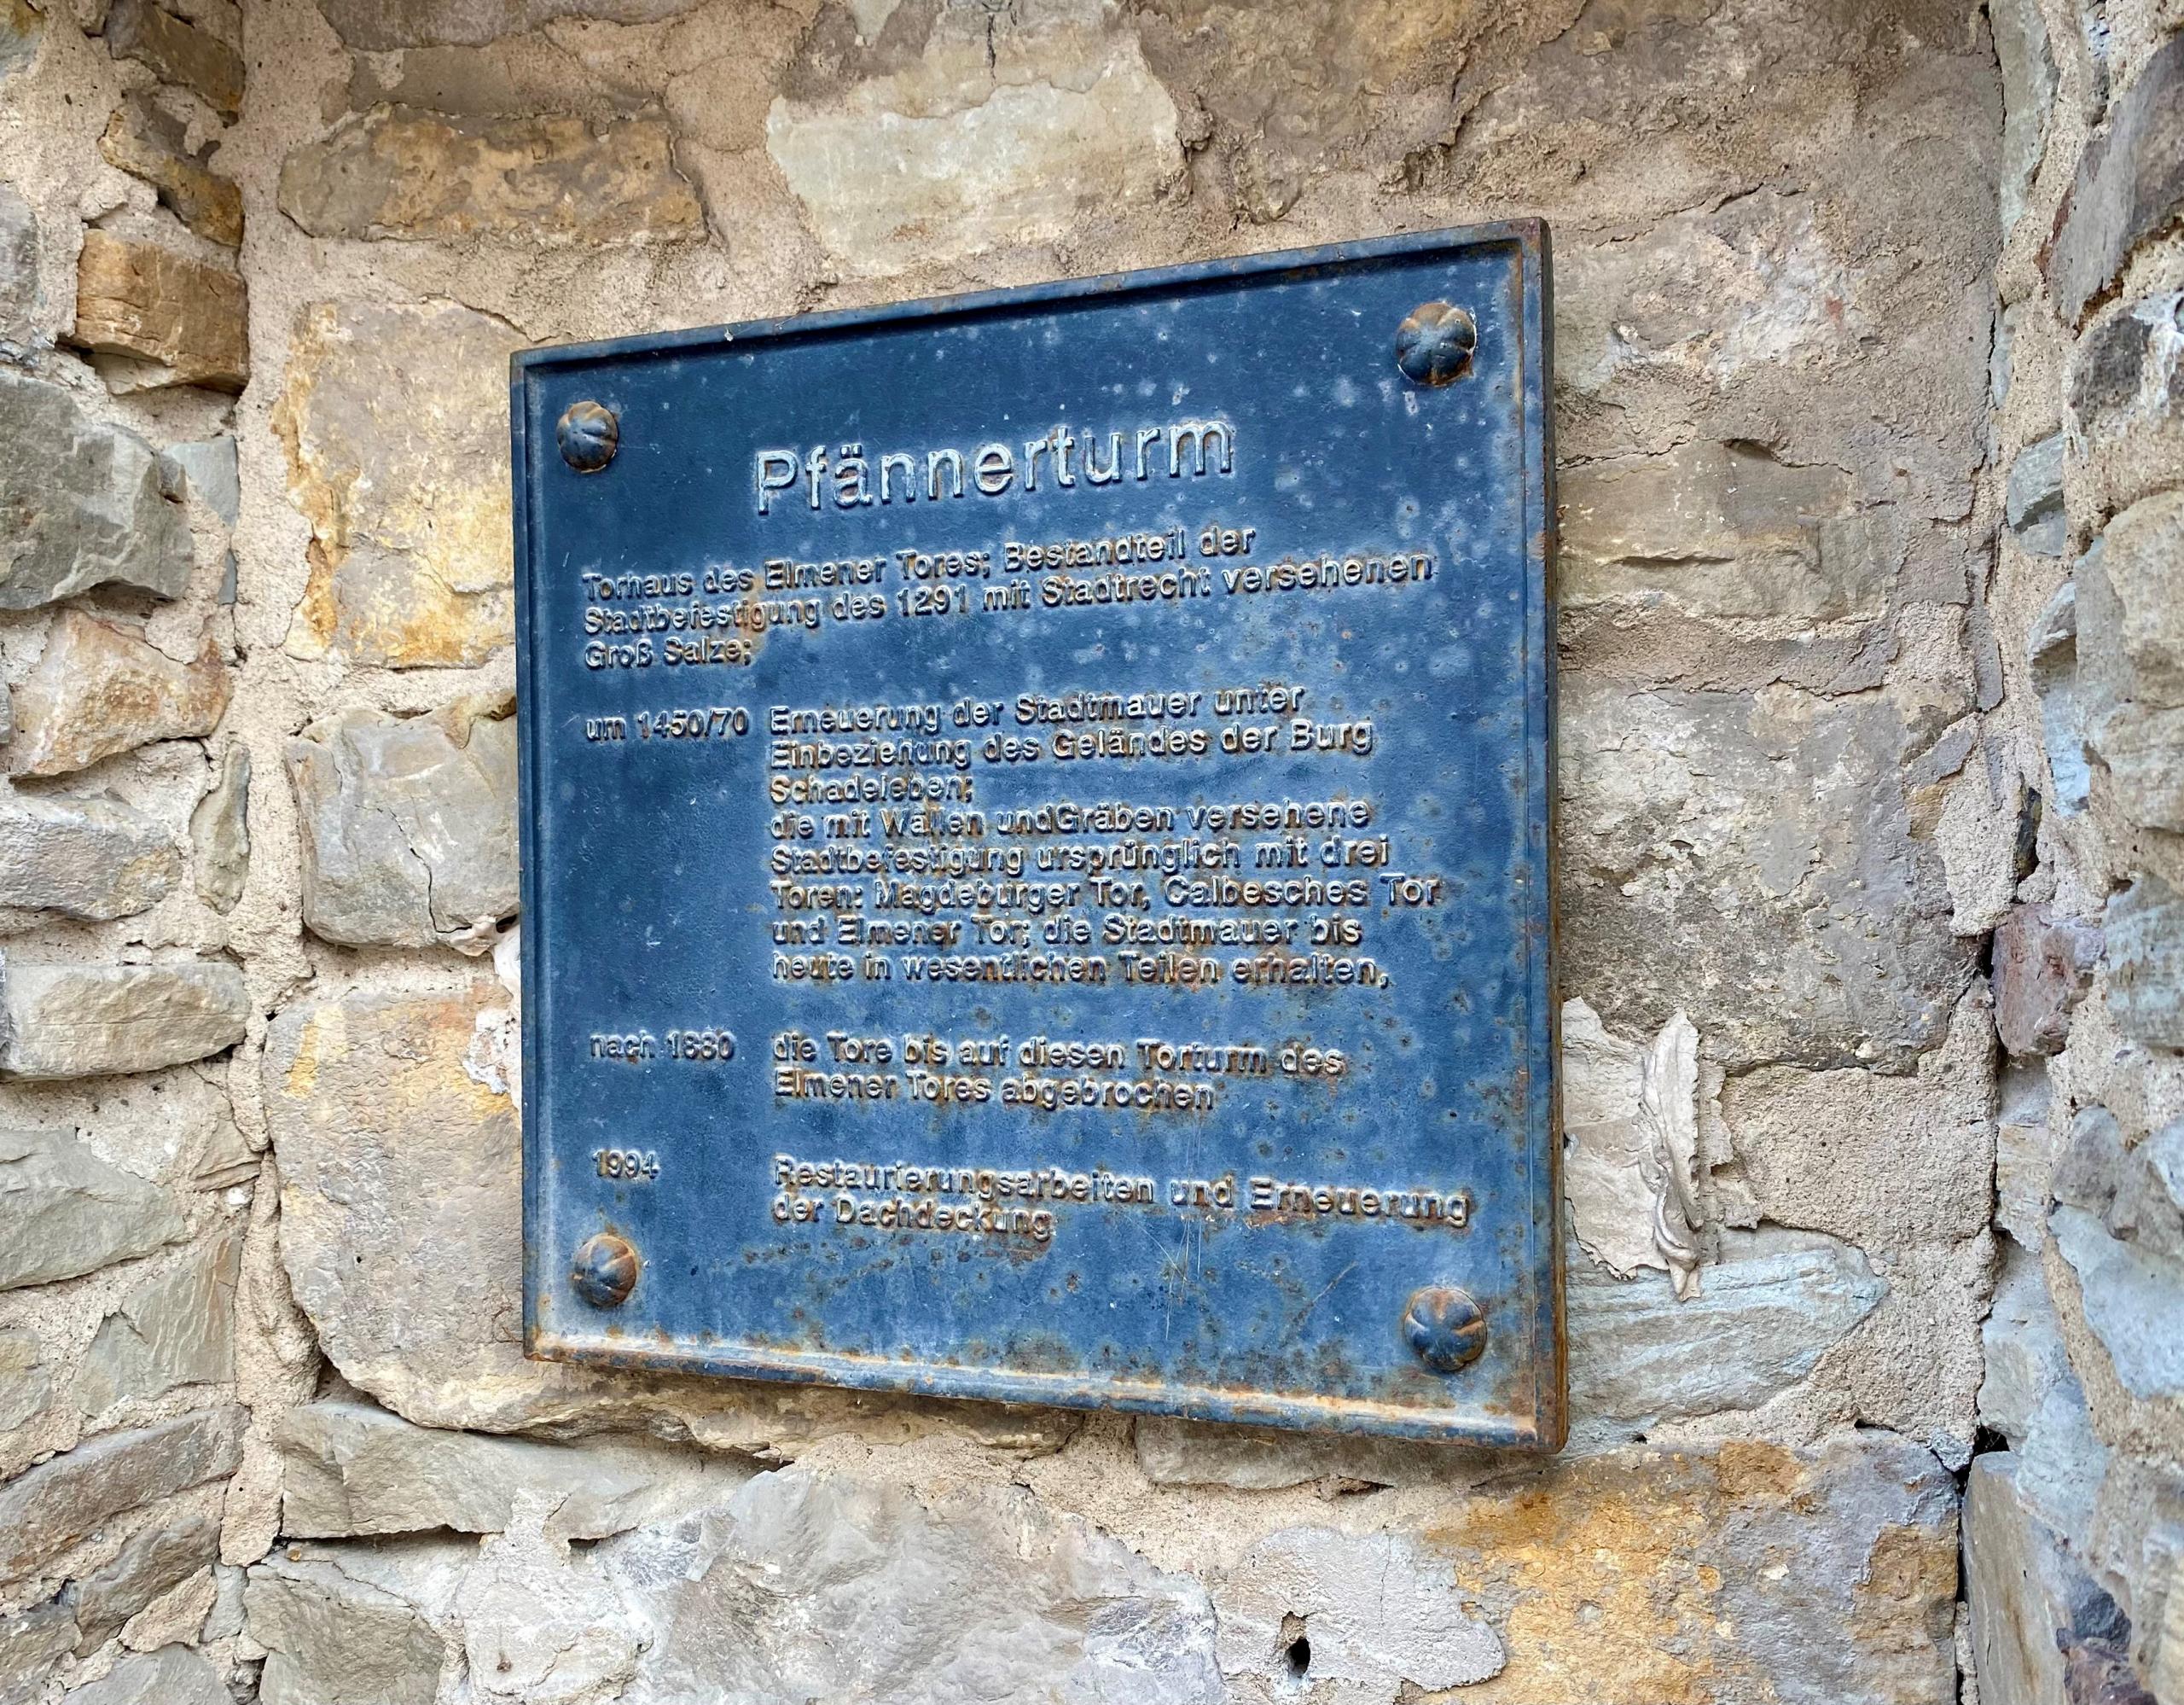 Pfännerturm
Torhaus des Elmener Tores; Bestandteil der
Stadtbefestigung des 1291 mit Stadtrecht versehenen
Groß Salze;
um 1450/70 Erneuerung der Stadtmauer unter
Einbeziehung des Geländes der Burg
Schadeleben;
die mit Wällen undGräben versehene
Stadtbefestigung ursprünglich mit drei
Toren: Magdeburger Tor, Calbesches Tor
und Elmener Tor; die Stadtmauer bis
heute in wesentlichen Teilen erhalten,
nach 1880 die Tore bis auf diesen Torturm des
Elmener Tores abgebrochen
1994 Restaurierungsarbeiten und Erneuerung
der Dachdeckung